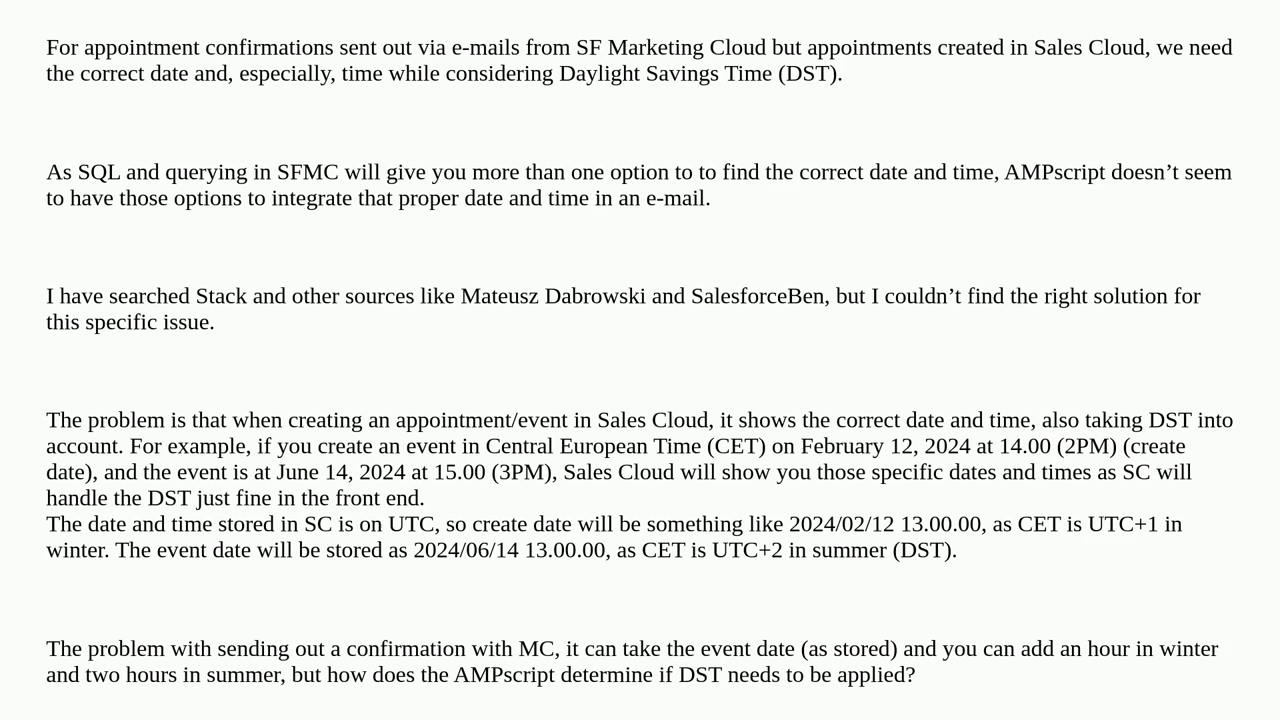 For appointment confirmations sent out via e-mails from SF Marketing Cloud but appointments created in Sales Cloud, we need
the correct date and, especially, time while considering Daylight Savings Time (DST).
As SQL and querying in SFMC will give you more than one option to to find the correct date and time, AMPscript doesn’t seem
to have those options to integrate that proper date and time in an e-mail.
I have searched Stack and other sources like Mateusz Dabrowski and SalesforceBen, but I couldn’t find the right solution for
this specific issue.
The problem is that when creating an appointment/event in Sales Cloud, it shows the correct date and time, also taking DST into
account. For example, if you create an event in Central European Time (CET) on February 12, 2024 at 14.00 (2PM) (create
date), and the event is at June 14, 2024 at 15.00 (3PM), Sales Cloud will show you those specific dates and times as SC will
handle the DST just fine in the front end.
The date and time stored in SC is on UTC, so create date will be something like 2024/02/12 13.00.00, as CET is UTC+1 in
winter. The event date will be stored as 2024/06/14 13.00.00, as CET is UTC+2 in summer (DST).
The problem with sending out a confirmation with MC, it can take the event date (as stored) and you can add an hour in winter
and two hours in summer, but how does the AMPscript determine if DST needs to be applied?